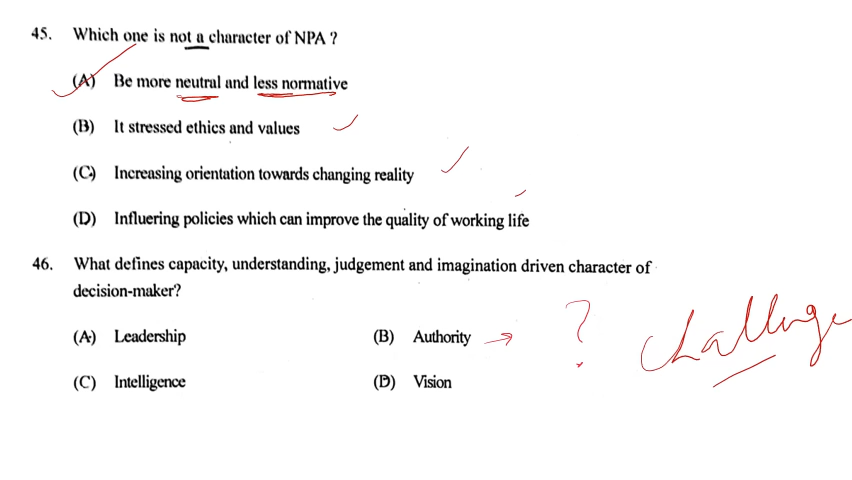 45. Which one is not a character of NPA ?
(A) Be more neutral and less normative
(B) It stressed ethics and values
(C) Increasing orientation towards changing reality
(D) Influering policies which can improve the quality of working life
46. What defines capacity, understanding, judgement and imagination driven character of
decision-maker?
(A) Leadership (B) Authority → ?
challenge
(C) Intelligence (D) Vision